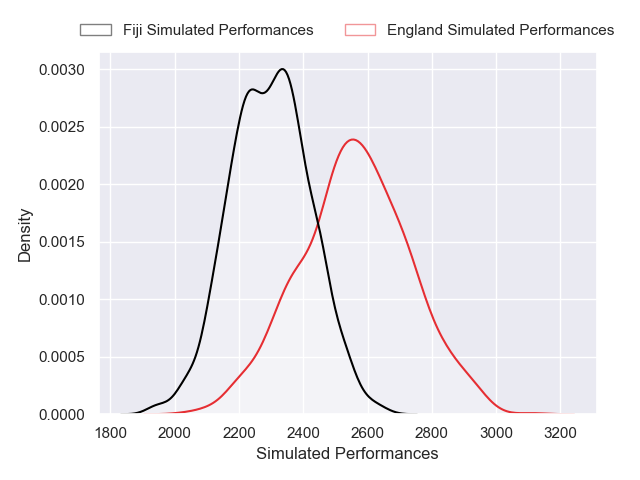 Fiji Simulated Performances England Simulated Performances
0.0030
0.0025
0.0020
0.0015
0.0010
0.0005
0.0000
Density
1800 2000 2200 2400 2600 2800 3000 3200
Simulated Performances